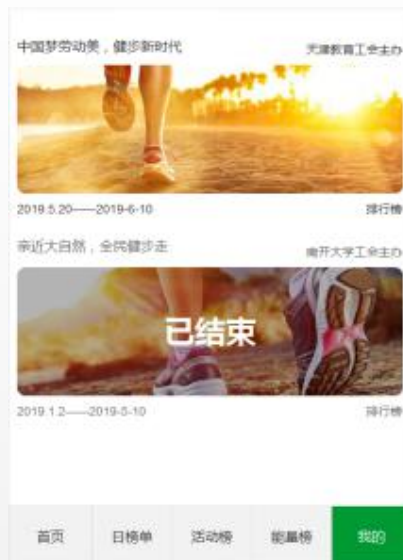 中国梦劳动美，健步新时代
天津教育工会主办
2019.5.20——2019-6-10
排行榜
亲近大自然，全民健步走
南开大学工会主办
已结束
2019.1.2——2019-5-10
排行榜
首页
日榜单
活动榜
能量榜
我的